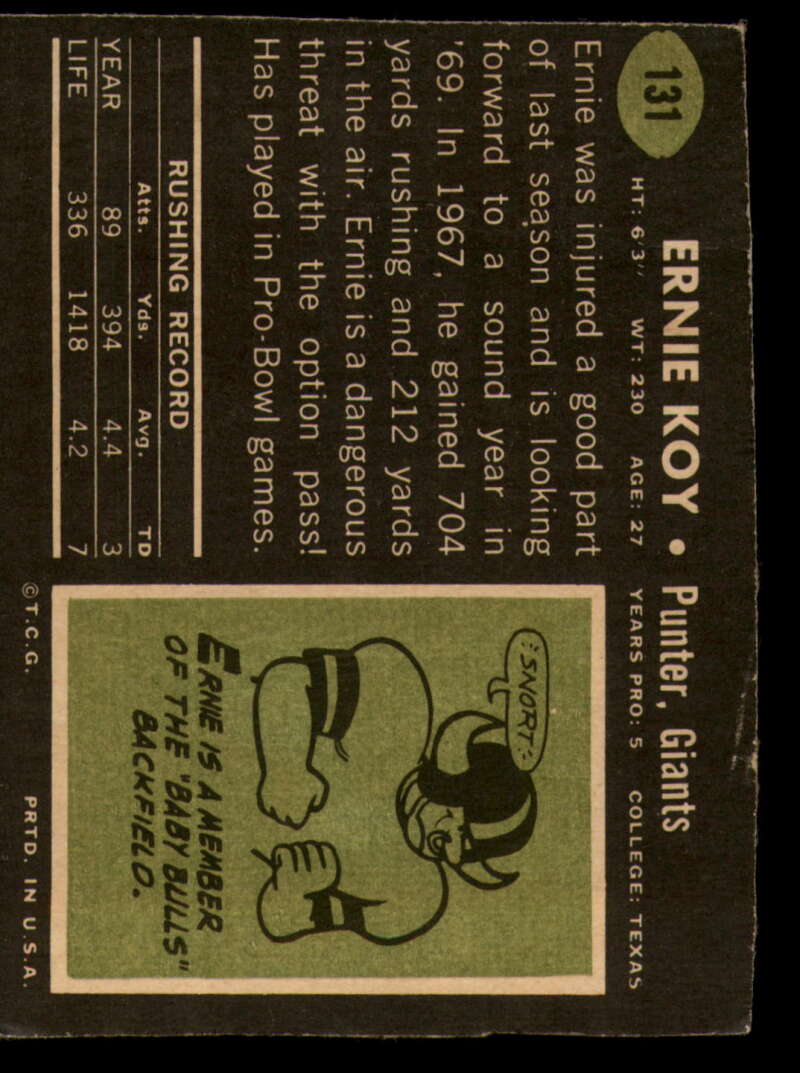 131
ERNIE KOY • Punter, Giants
HT: 6'3" WT: 230 AGE: 27 YEARS PRO: 5 COLLEGE: TEXAS
Ernie was injured a good part
of last season and is looking
forward to a sound year in
'69. In 1967, he gained 704
yards rushing and 212 yards
in the air. Ernie is a dangerous
threat with the option pass!
Has played in Pro-Bowl games.
RUSHING RECORD
Atts. Yds. Avg. TD
YEAR 89 394 4.4 3
LIFE 336 1418 4.2 7
SNORT
ERNIE IS A MEMBER
OF THE "BABY BULLS"
BACKFIELD.
©T.C.G. PRTD. IN U.S.A.